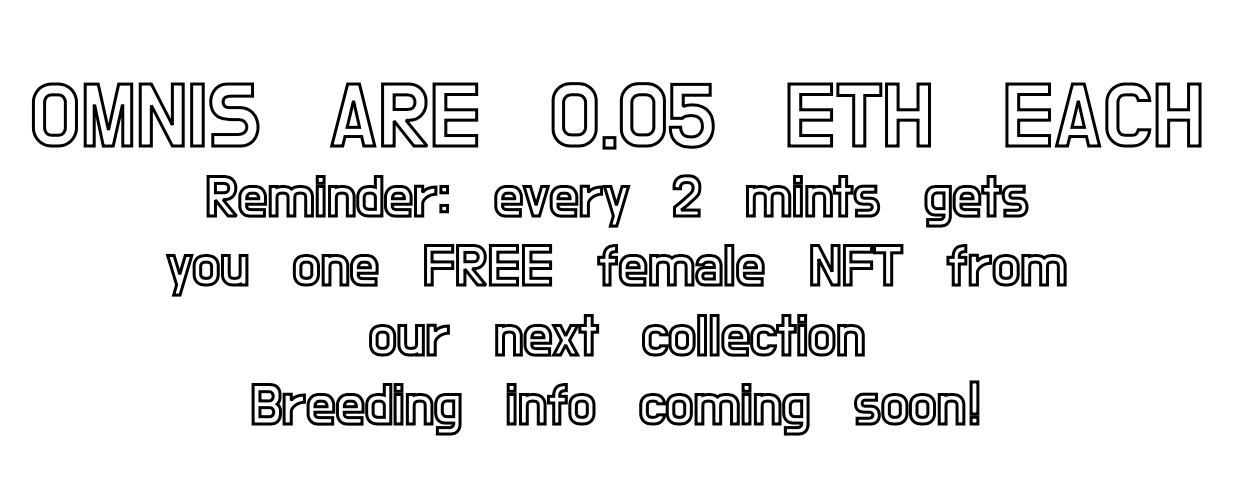 OMNIS ARE 0.05 ETH EACH
Reminder: every 2 mints gets
you one FREE female NFT from
our next collection
Breeding info coming soon!